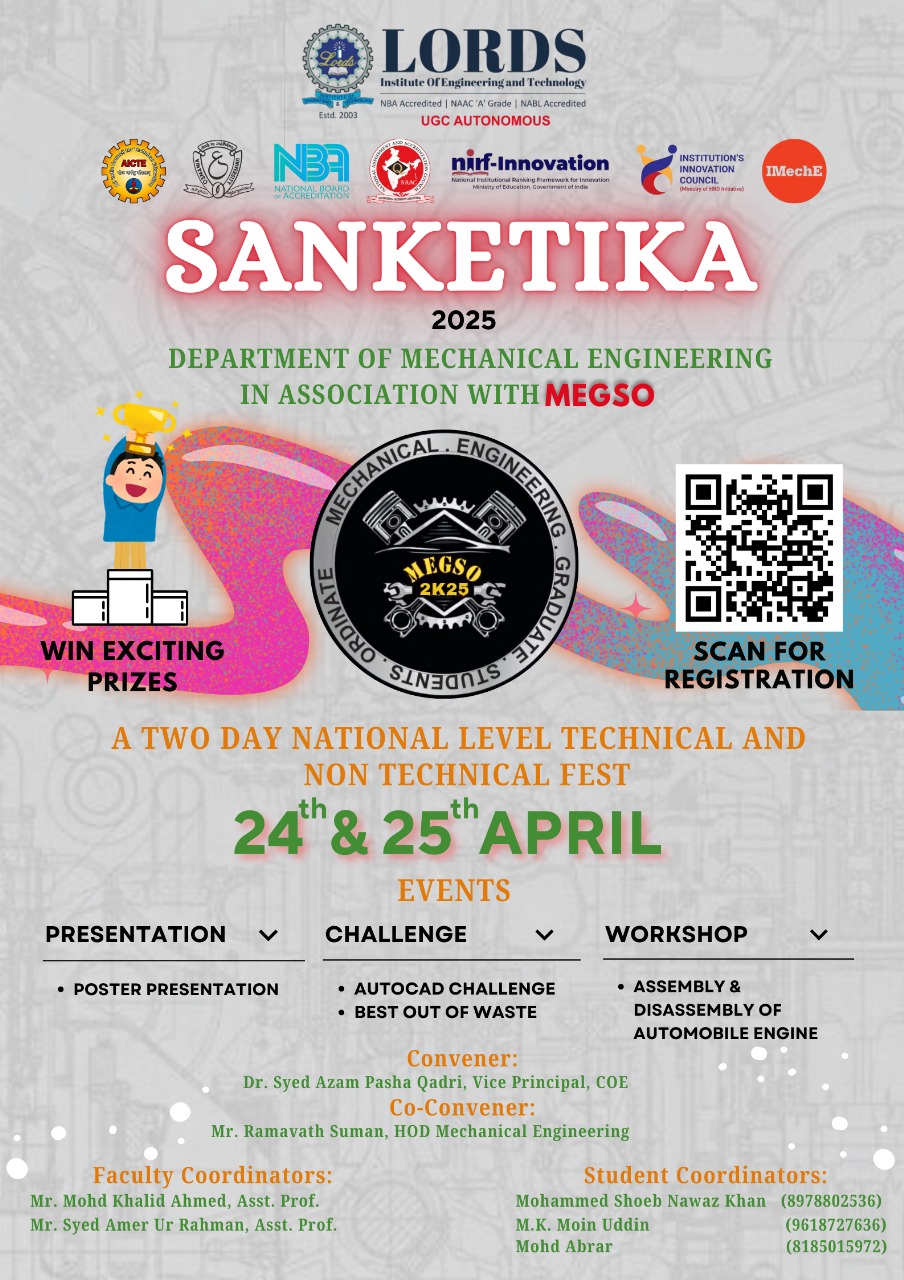 LORDS
Institute Of Engineering and Technology
NBA Accredited | NAAC 'A' Grade | NABL Accredited
UGC AUTONOMOUS
Lords
Estd. 2003
AICTE
NBA
NATIONAL BOARD
of ACCREDITATION
NAAC
nirf-Innovation
National Institutional Ranking Framework for Innovation
Ministry of Education, Government of India
INSTITUTION'S
INNOVATION
COUNCIL
(Ministry of HRD Initiative)
IMechE
SANKETIKA
2025
DEPARTMENT OF MECHANICAL ENGINEERING
IN ASSOCIATION WITH MEGSO
MECHANICAL . ENGINEERING . GRADUATE . STUDENTS . ORDINATE
MEGSO
2K25
WIN EXCITING
PRIZES
SCAN FOR
REGISTRATION
A TWO DAY NATIONAL LEVEL TECHNICAL AND
NON TECHNICAL FEST
24th & 25th APRIL
EVENTS
PRESENTATION
• POSTER PRESENTATION
CHALLENGE
• AUTOCAD CHALLENGE
• BEST OUT OF WASTE
WORKSHOP
• ASSEMBLY &
DISASSEMBLY OF
AUTOMOBILE ENGINE
Convener:
Dr. Syed Azam Pasha Qadri, Vice Principal, COE
Co-Convener:
Mr. Ramavath Suman, HOD Mechanical Engineering
Faculty Coordinators:
Mr. Mohd Khalid Ahmed, Asst. Prof.
Mr. Syed Amer Ur Rahman, Asst. Prof.
Student Coordinators:
Mohammed Shoeb Nawaz Khan (8978802536)
M.K. Moin Uddin (9618727636)
Mohd Abrar (8185015972)